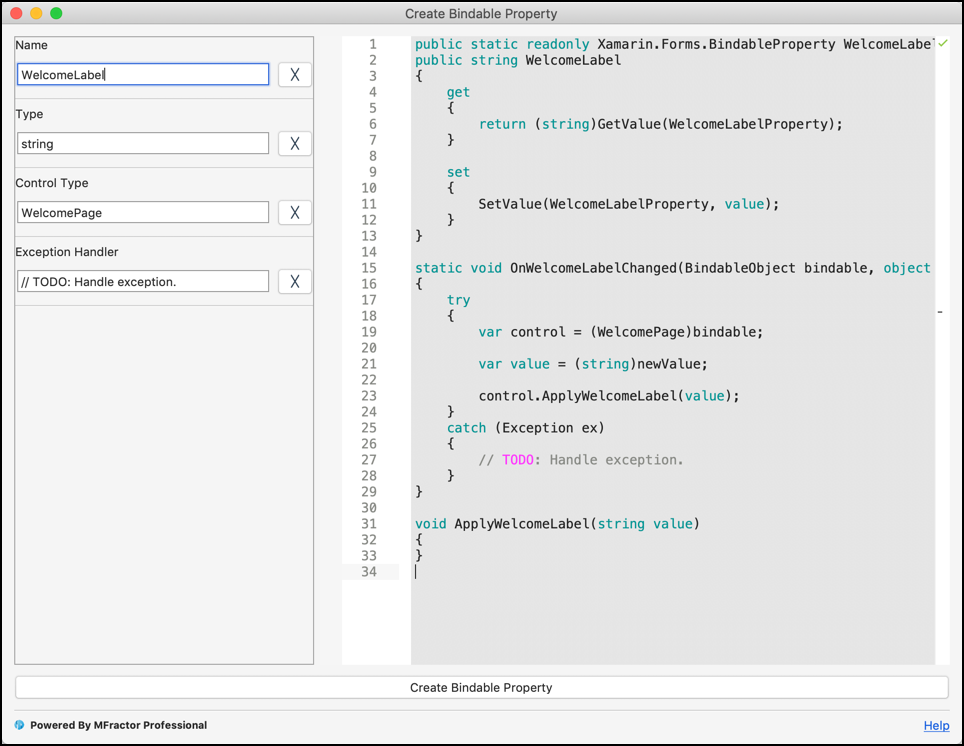 Create Bindable Property
Name
WelcomeLabel
X
Type
string
X
Control Type
WelcomePage
X
Exception Handler
// TODO: Handle exception.
X
1 public static readonly Xamarin.Forms.BindableProperty WelcomeLabel
2 public string WelcomeLabel
3 {
4 get
5 {
6 return (string)GetValue(WelcomeLabelProperty);
7 }
8
9 set
10 {
11 SetValue(WelcomeLabelProperty, value);
12 }
13 }
14
15 static void OnWelcomeLabelChanged(BindableObject bindable, object
16 {
17 try
18 {
19 var control = (WelcomePage)bindable;
20
21 var value = (string)newValue;
22
23 control.ApplyWelcomeLabel(value);
24 }
25 catch (Exception ex)
26 {
27 // TODO: Handle exception.
28 }
29 }
30
31 void ApplyWelcomeLabel(string value)
32 {
33 }
34
Create Bindable Property
Powered By MFractor Professional
Help